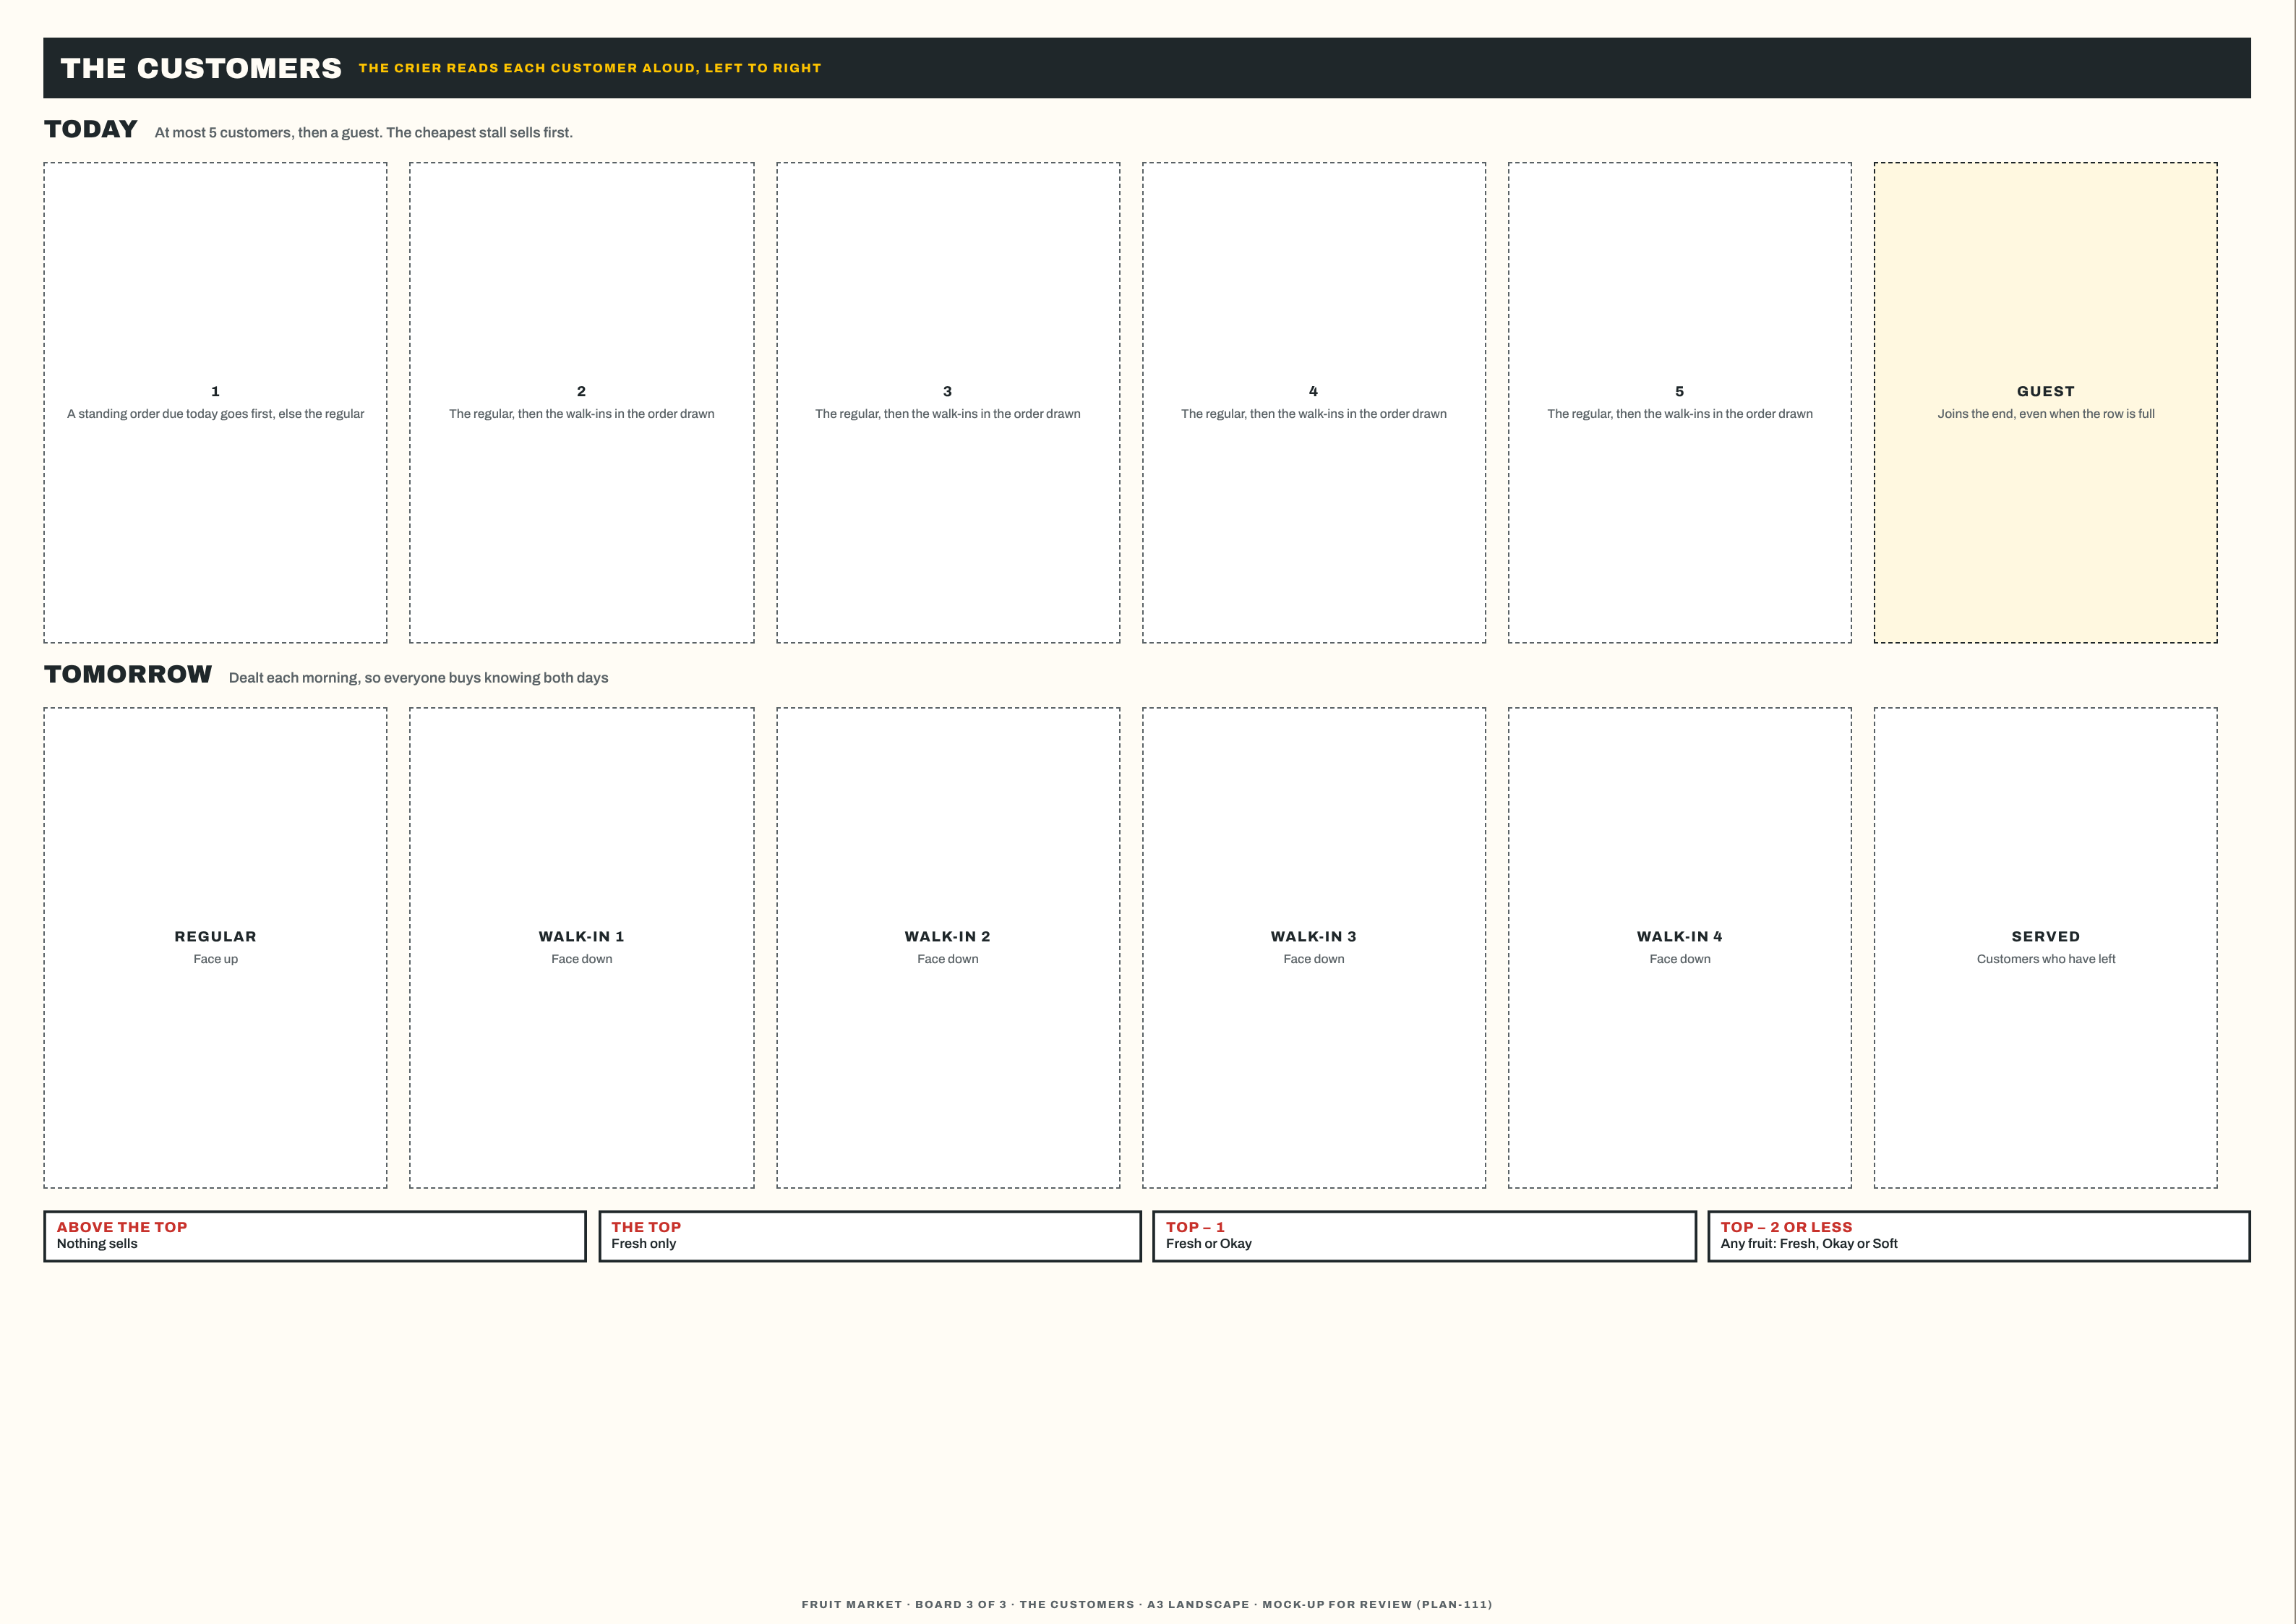 THE CUSTOMERS THE CRIER READS EACH CUSTOMER ALOUD, LEFT TO RIGHT
TODAY At most 5 customers, then a guest. The cheapest stall sells first.
1
A standing order due today goes first, else the regular
2
The regular, then the walk-ins in the order drawn
3
The regular, then the walk-ins in the order drawn
4
The regular, then the walk-ins in the order drawn
5
The regular, then the walk-ins in the order drawn
GUEST
Joins the end, even when the row is full
TOMORROW Dealt each morning, so everyone buys knowing both days
REGULAR
Face up
WALK-IN 1
Face down
WALK-IN 2
Face down
WALK-IN 3
Face down
WALK-IN 4
Face down
SERVED
Customers who have left
ABOVE THE TOP
Nothing sells
THE TOP
Fresh only
TOP – 1
Fresh or Okay
TOP – 2 OR LESS
Any fruit: Fresh, Okay or Soft
FRUIT MARKET · BOARD 3 OF 3 · THE CUSTOMERS · A3 LANDSCAPE · MOCK-UP FOR REVIEW (PLAN-111)